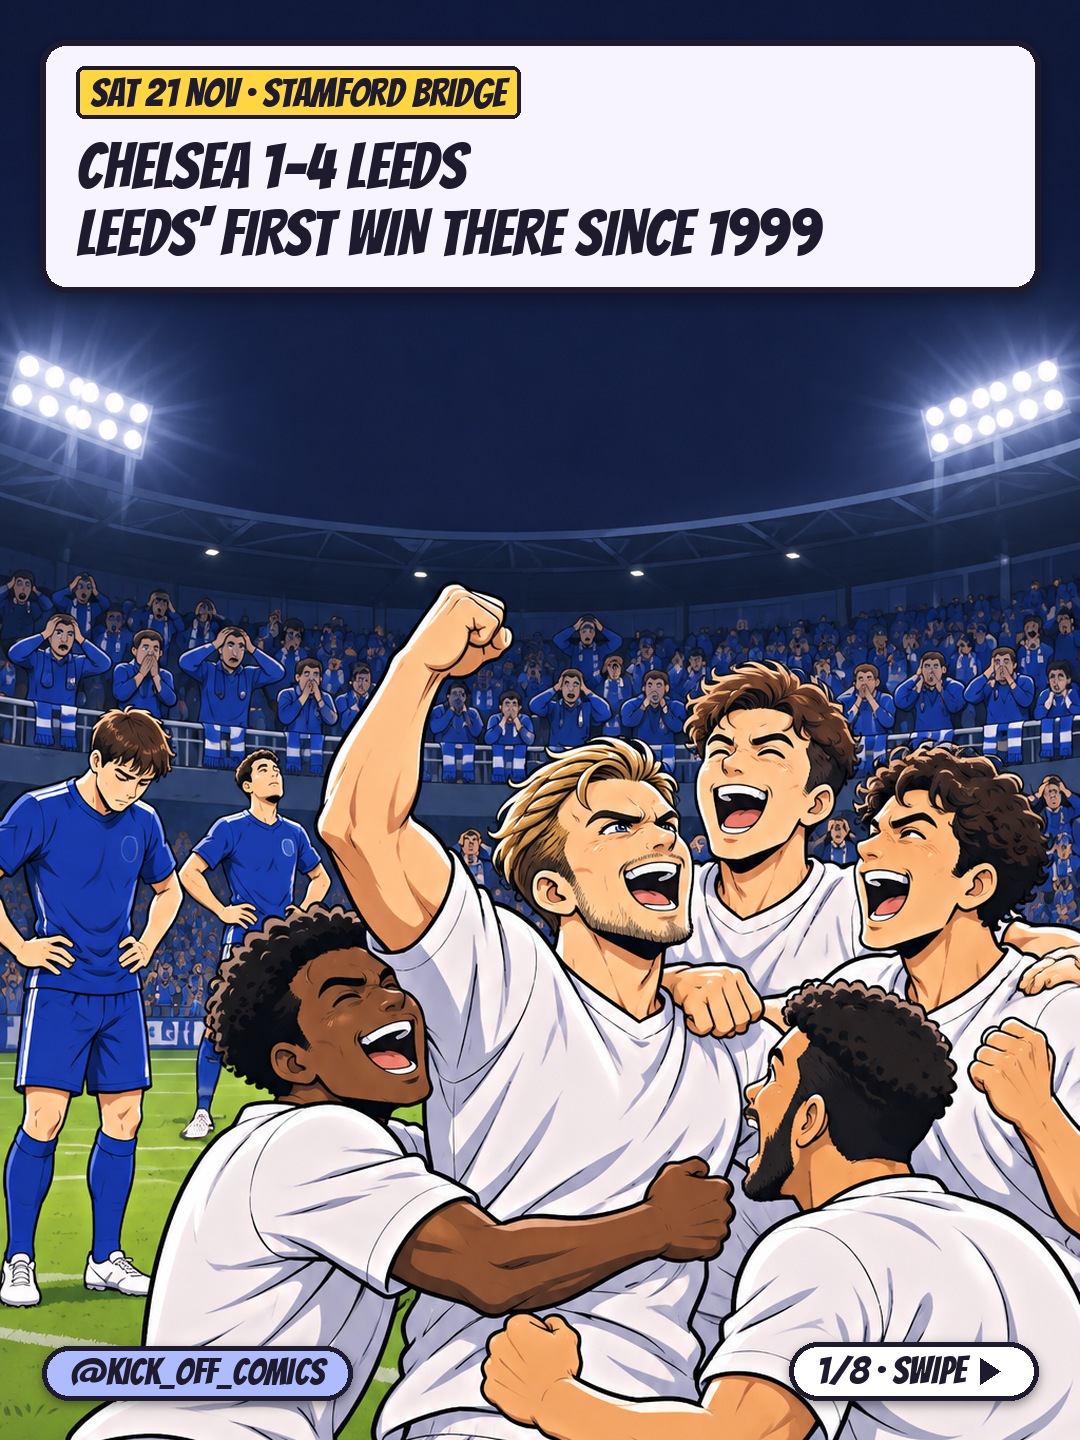 SAT 21 NOV • STAMFORD BRIDGE
CHELSEA 1-4 LEEDS
LEEDS' FIRST WIN THERE SINCE 1999
@KICK_OFF_COMICS
1/8 • SWIPE ▶